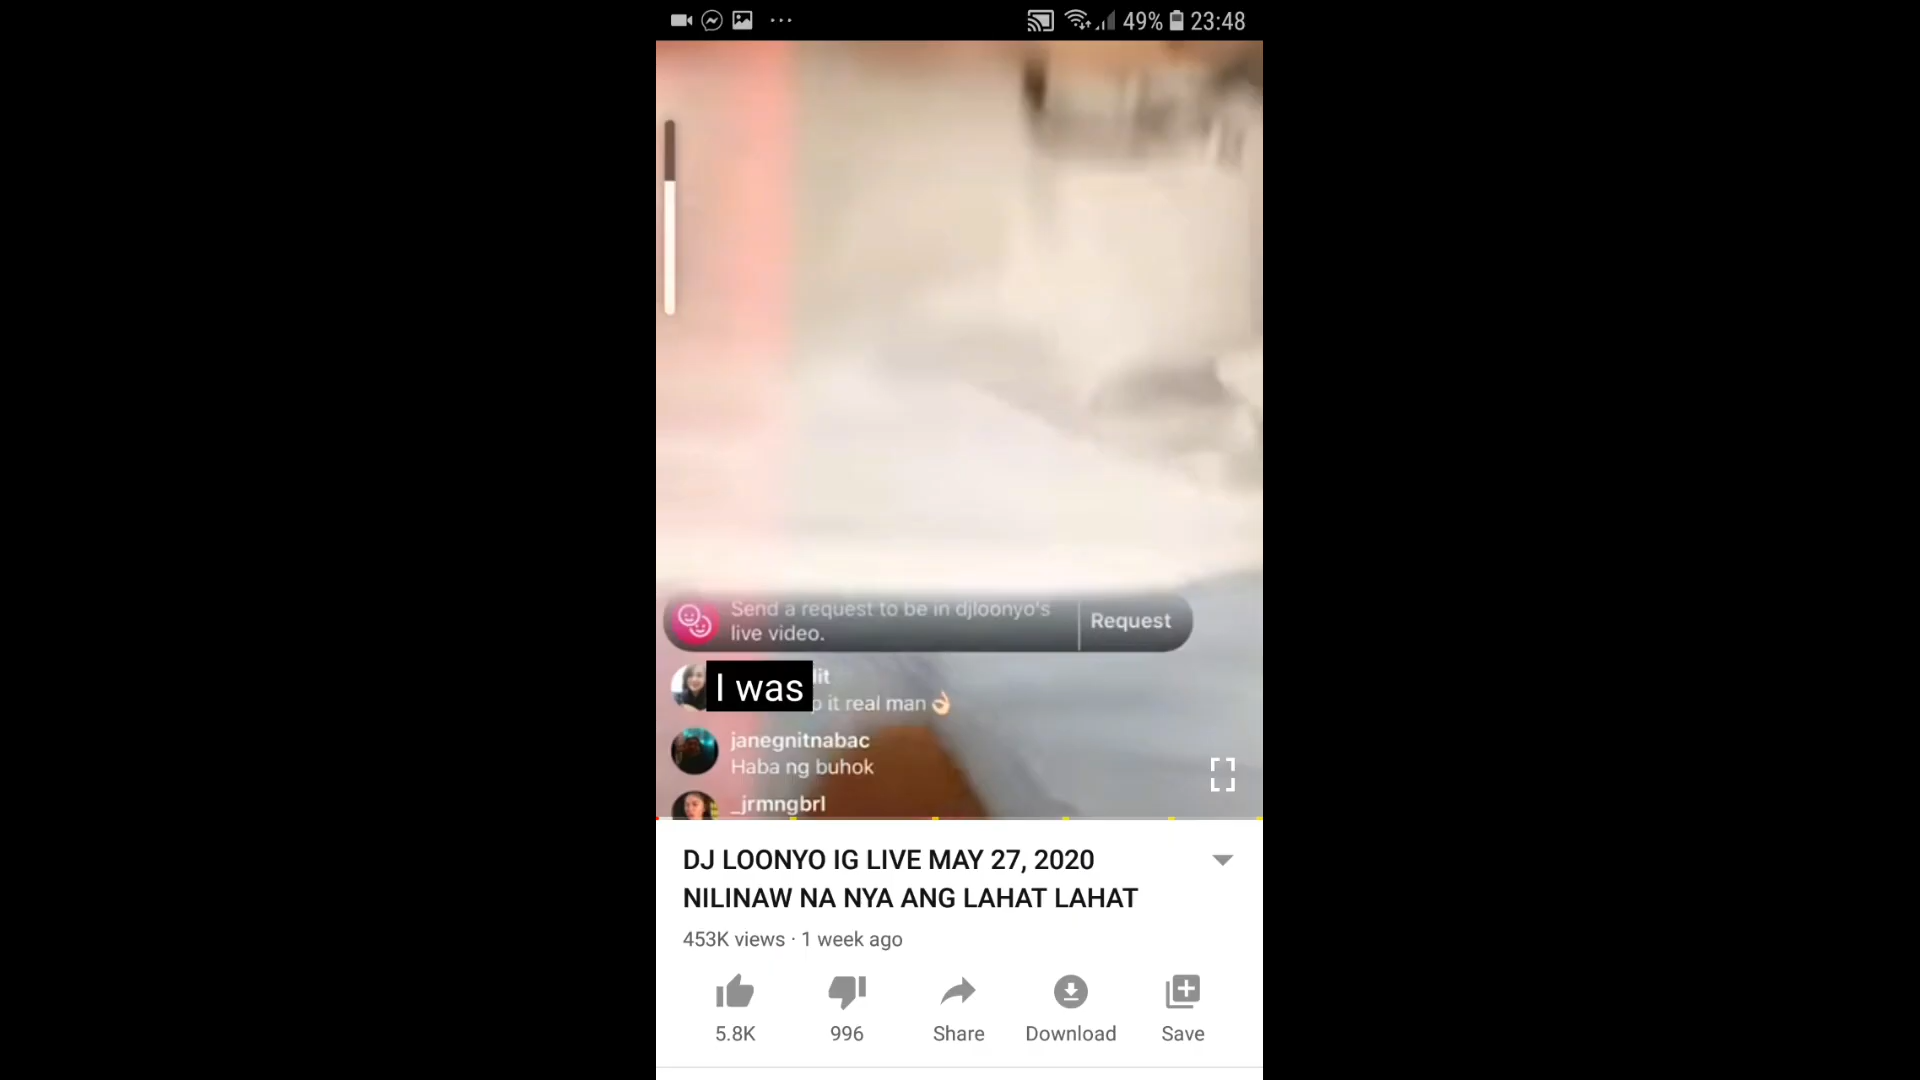 49% 23:48
Send a request to be in djloonyo's
live video.
Request
lit
I was
it real man👌🏻
janegnitnabac
Haba ng buhok
_jrmngbrl
DJ LOONYO IG LIVE MAY 27, 2020
NILINAW NA NYA ANG LAHAT LAHAT
453K views · 1 week ago
5.8K 996 Share Download Save